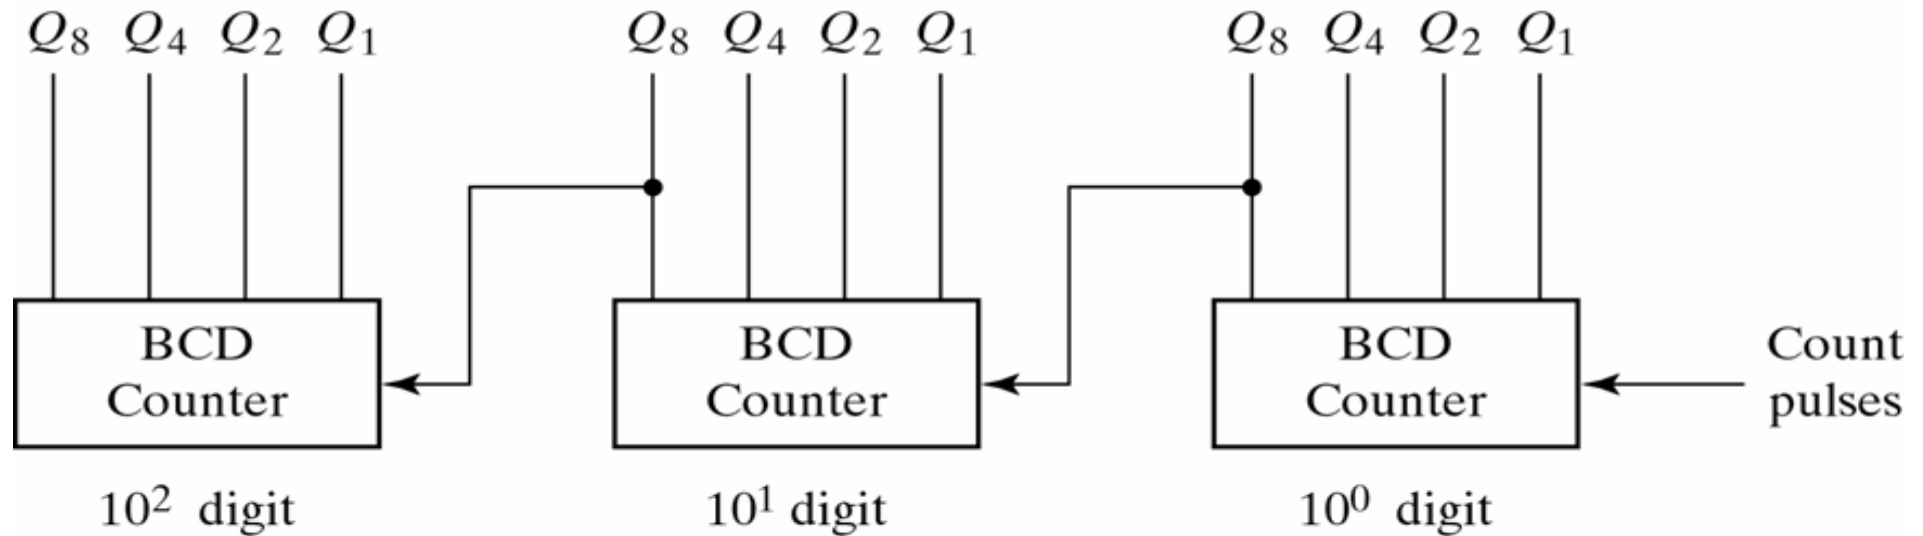 Q8 Q4 Q2 Q1 Q8 Q4 Q2 Q1 Q8 Q4 Q2 Q1
BCD Counter
BCD Counter
BCD Counter
Count pulses
10² digit 10¹ digit 10⁰ digit